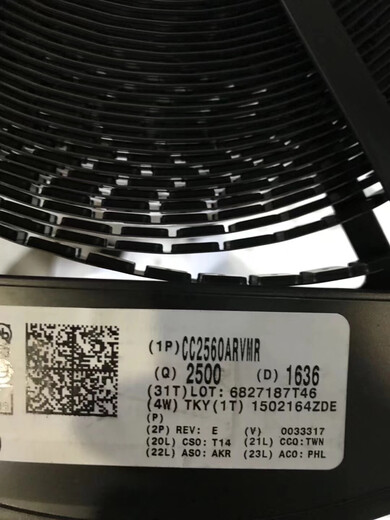 (1P) CC2560ARVMR
(Q) 2500 (D) 1636
(31T)LOT: 6827187T46
(4W) TKY(1T) 1502164ZDE
(P)
(2P) REV: E (V) 0033317
(20L) CSO: T14 (21L) CCO:TWN
(22L) ASO: AKR (23L) ACO: PHL